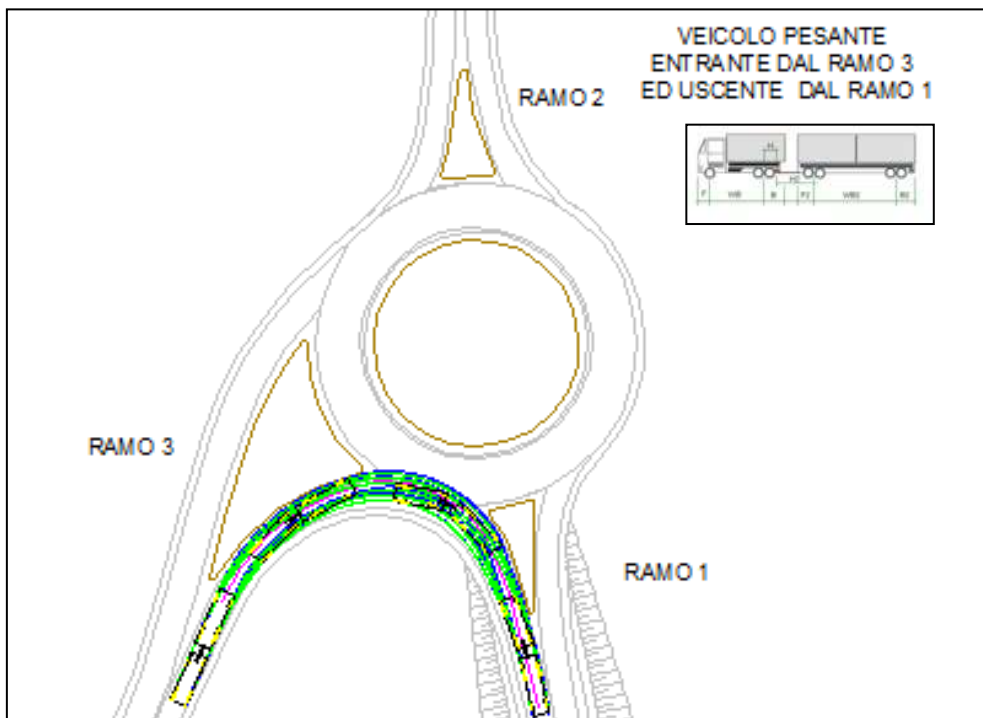 VEICOLO PESANTE
ENTRANTE DAL RAMO 3
ED USCENTE DAL RAMO 1
RAMO 2
RAMO 3
RAMO 1